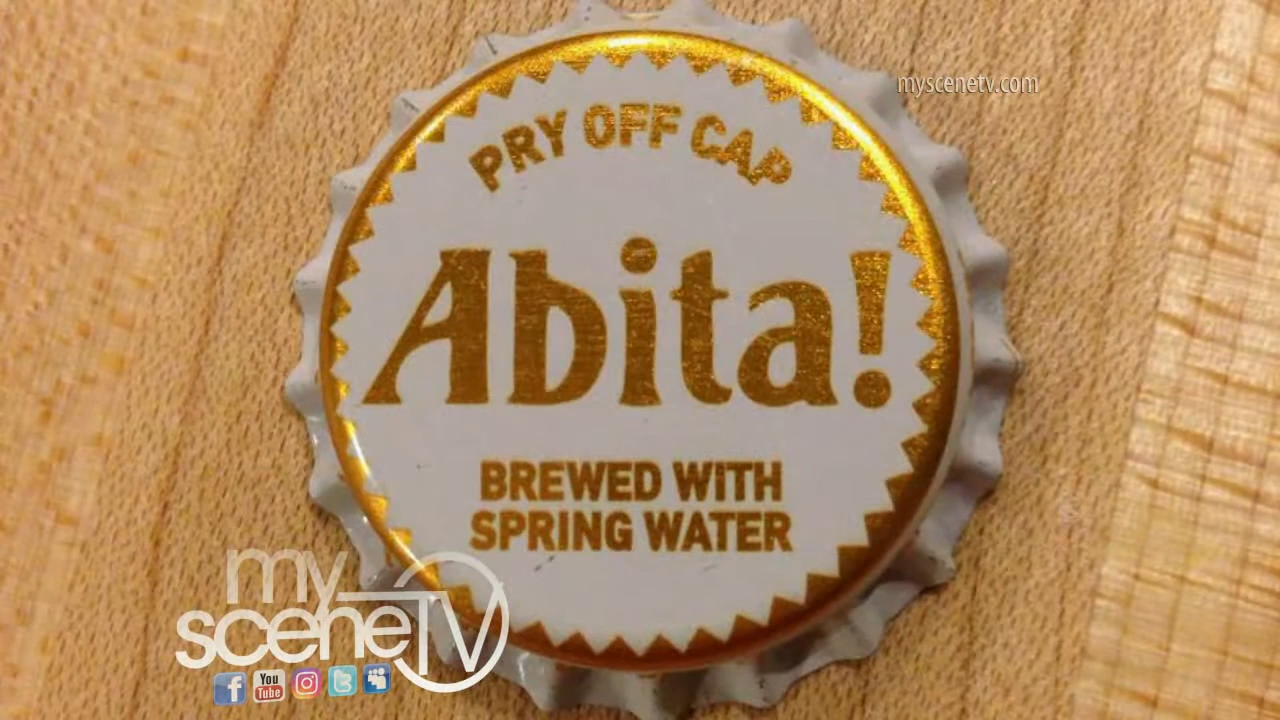 myscenetv.com
PRY OFF CAP
Abita!
BREWED WITH
SPRING WATER
my
sceneTV
f
You
Tube
t